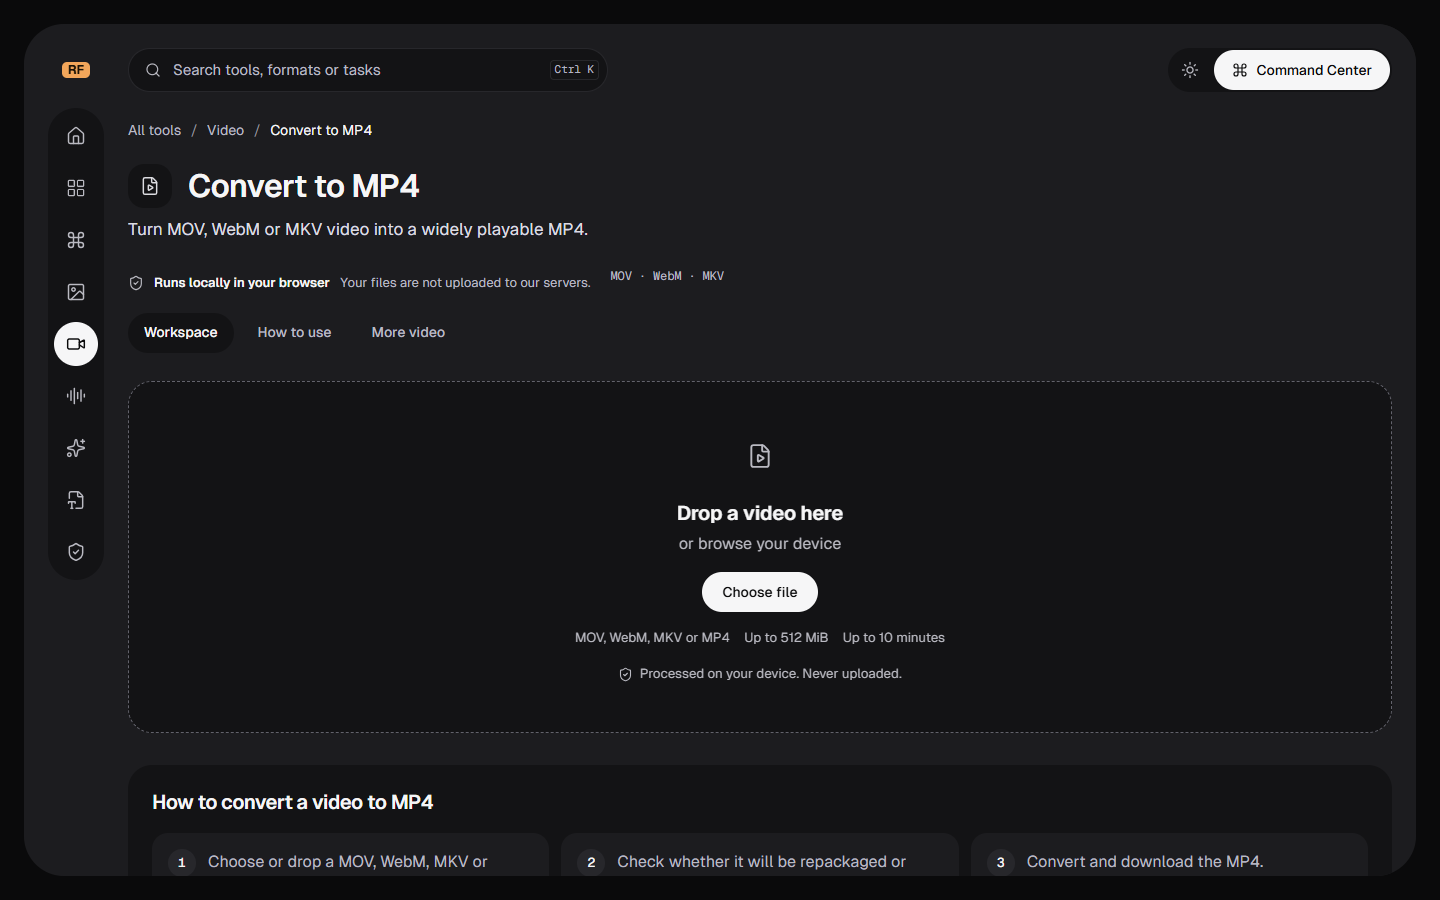 RF
Search tools, formats or tasks
Ctrl K
Command Center
All tools / Video / Convert to MP4
Convert to MP4
Turn MOV, WebM or MKV video into a widely playable MP4.
Runs locally in your browser Your files are not uploaded to our servers. MOV · WebM · MKV
Workspace How to use More video
Drop a video here
or browse your device
Choose file
MOV, WebM, MKV or MP4 Up to 512 MiB Up to 10 minutes
Processed on your device. Never uploaded.
How to convert a video to MP4
1 Choose or drop a MOV, WebM, MKV or
2 Check whether it will be repackaged or
3 Convert and download the MP4.